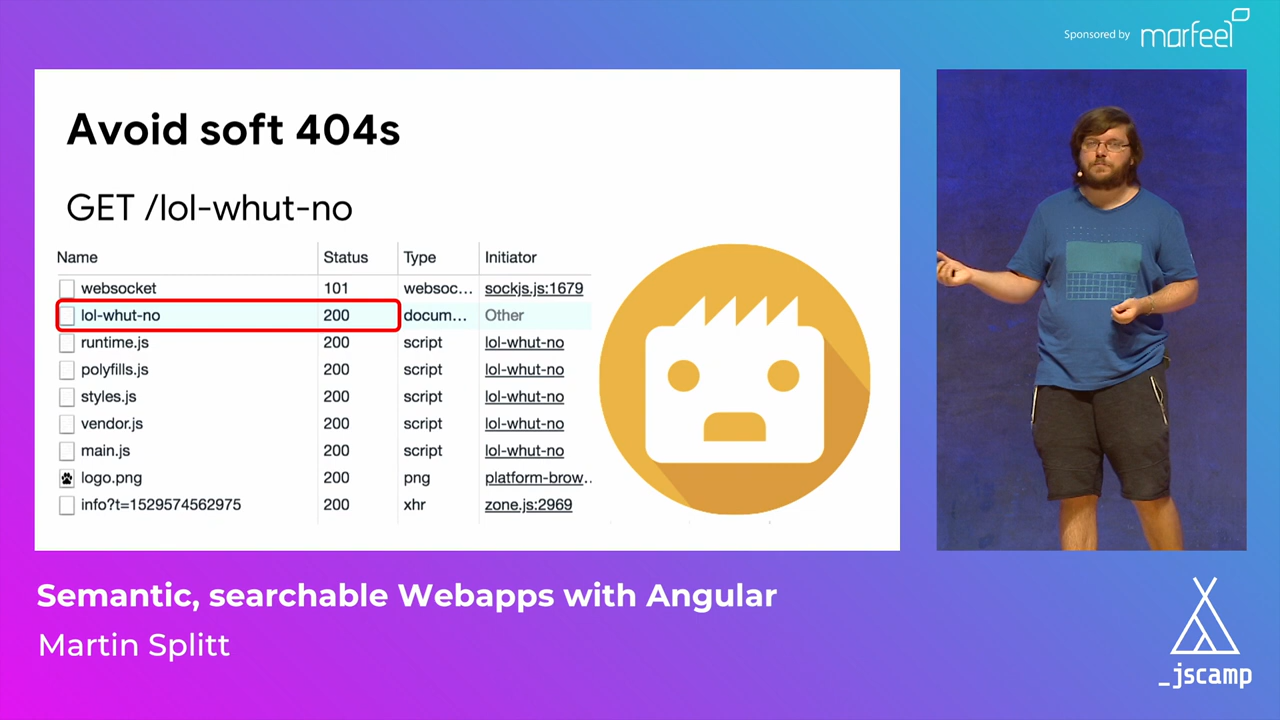 Sponsored by marfeel
Avoid soft 404s
GET /lol-whut-no
Name Status Type Initiator
websocket 101 websoc... sockjs.js:1679
lol-whut-no 200 docum... Other
runtime.js 200 script lol-whut-no
polyfills.js 200 script lol-whut-no
styles.js 200 script lol-whut-no
vendor.js 200 script lol-whut-no
main.js 200 script lol-whut-no
logo.png 200 png platform-brow..
info?t=1529574562975 200 xhr zone.js:2969
Semantic, searchable Webapps with Angular
Martin Splitt
_jscamp